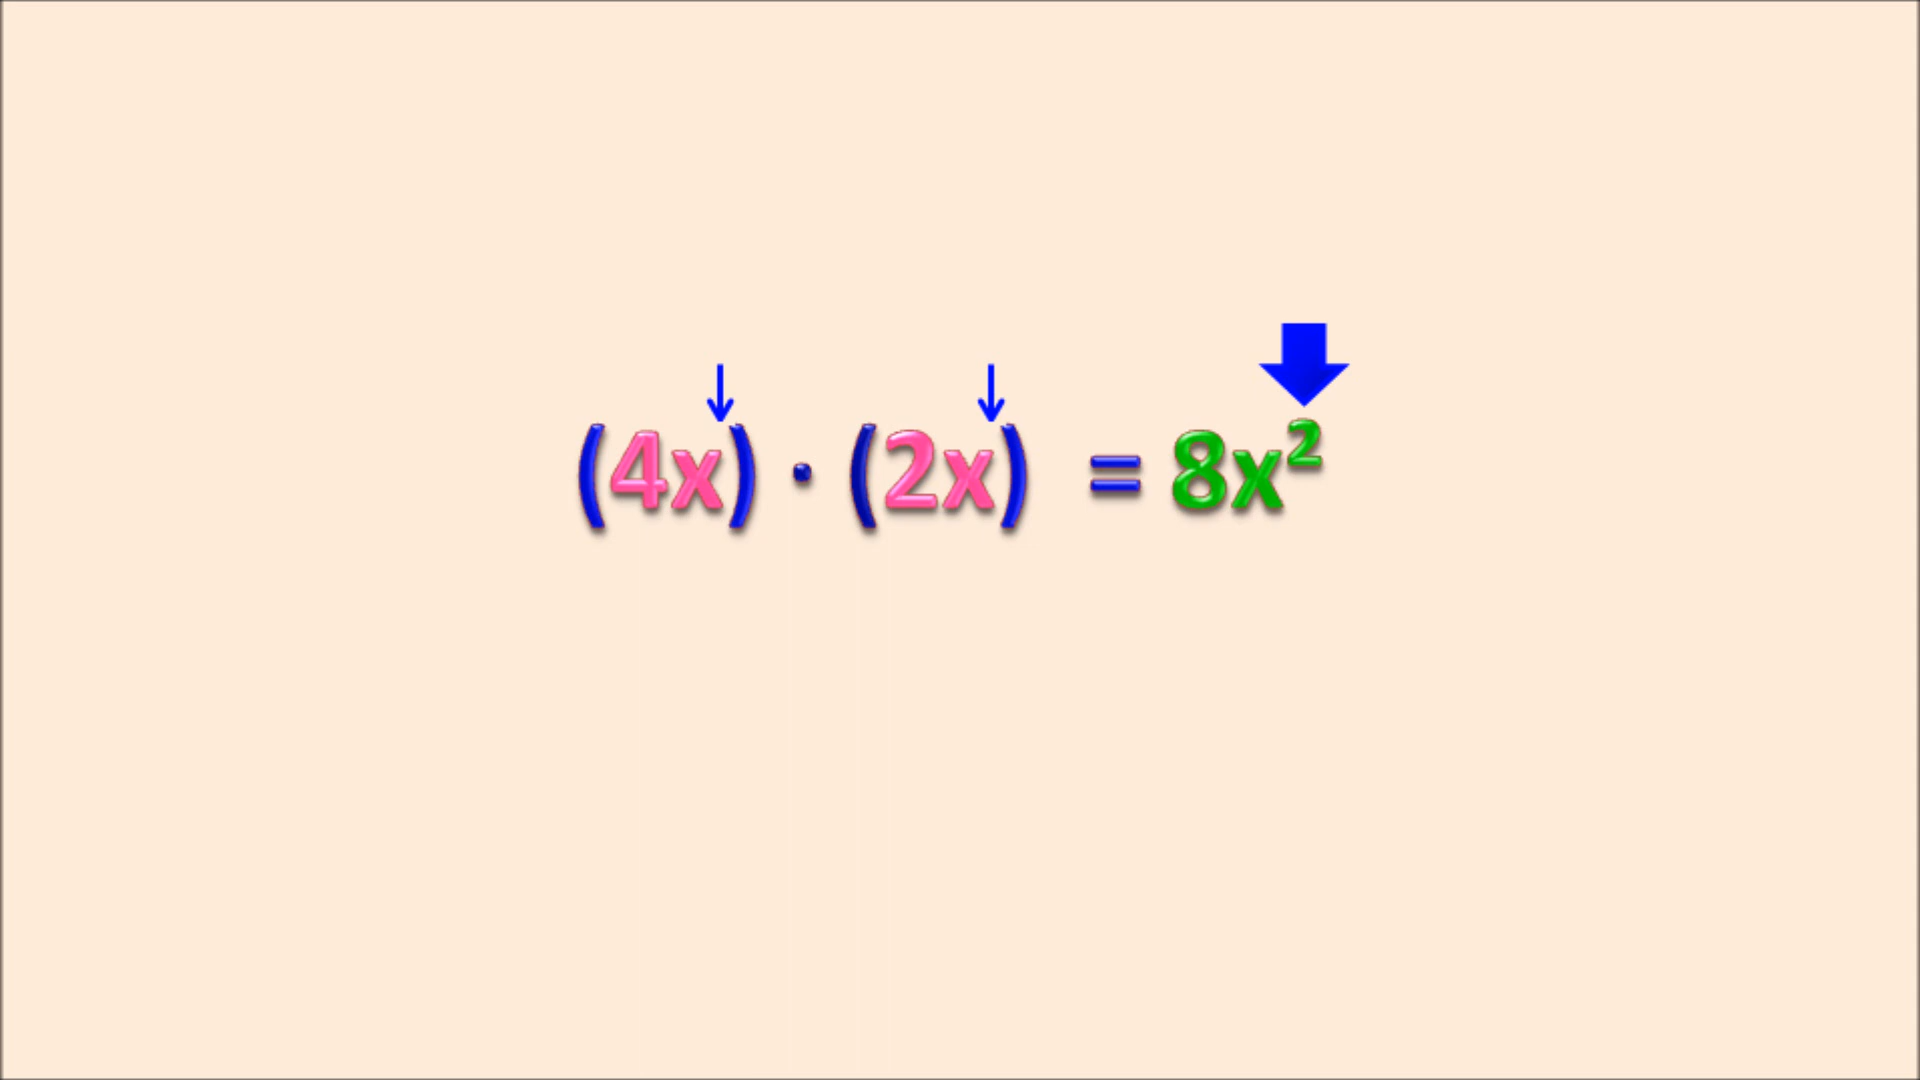 (4x) · (2x) = 8x²